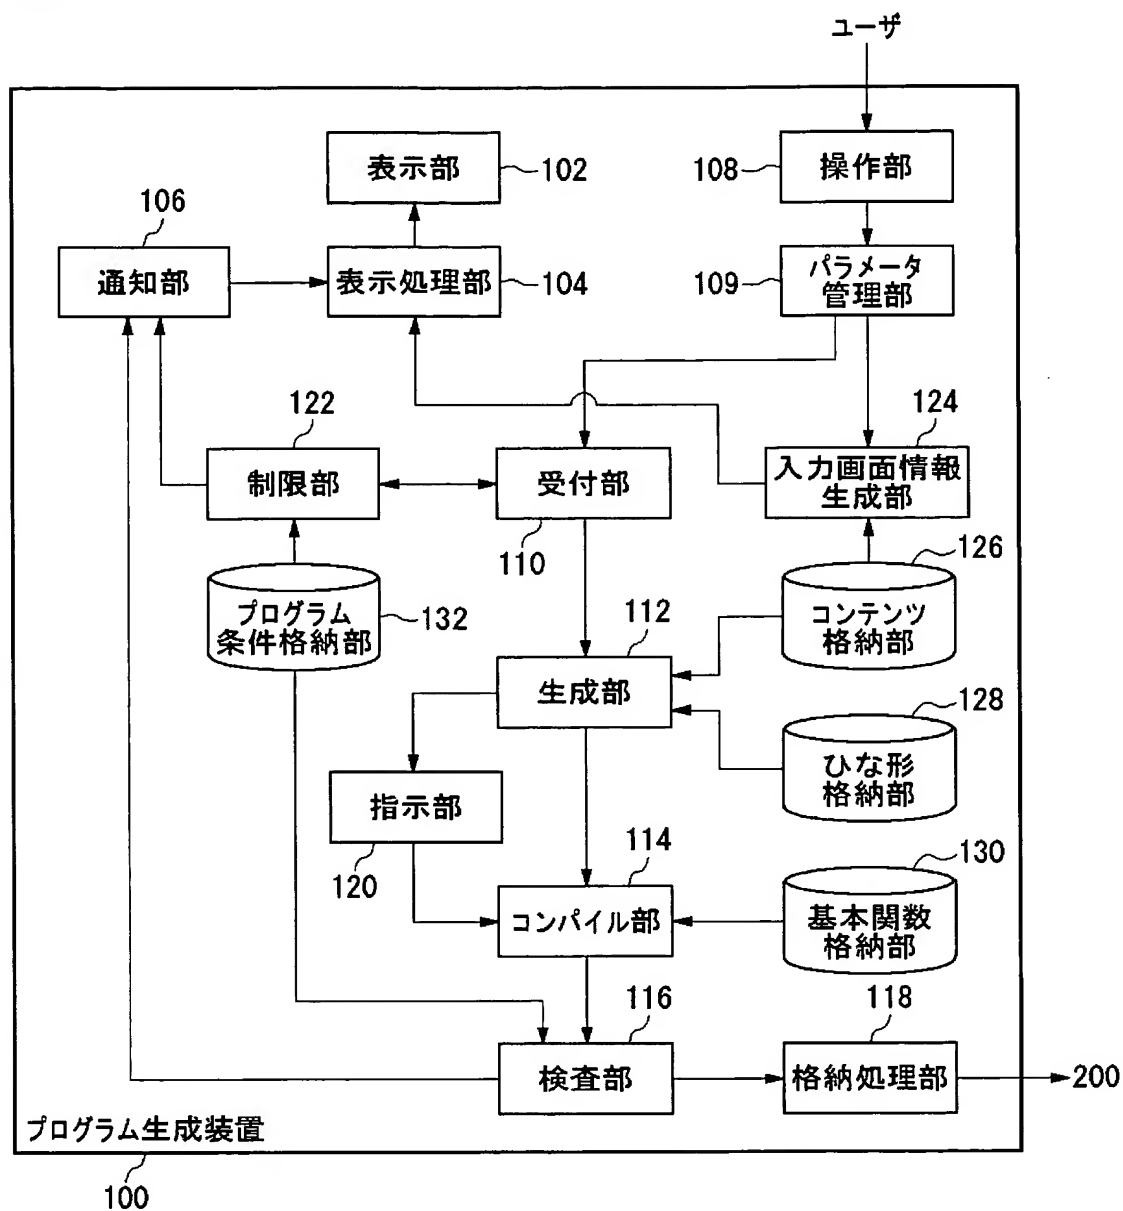 ユーザ
表示部
102
108
操作部
106
通知部
表示処理部
104
109
パラメータ
管理部
122
124
制限部
受付部
入力画面情報
生成部
110
126
プログラム
条件格納部
132
112
コンテンツ
格納部
生成部
128
ひな形
格納部
指示部
120
114
130
コンパイル部
基本関数
格納部
116
118
検査部
格納処理部
200
プログラム生成装置
100